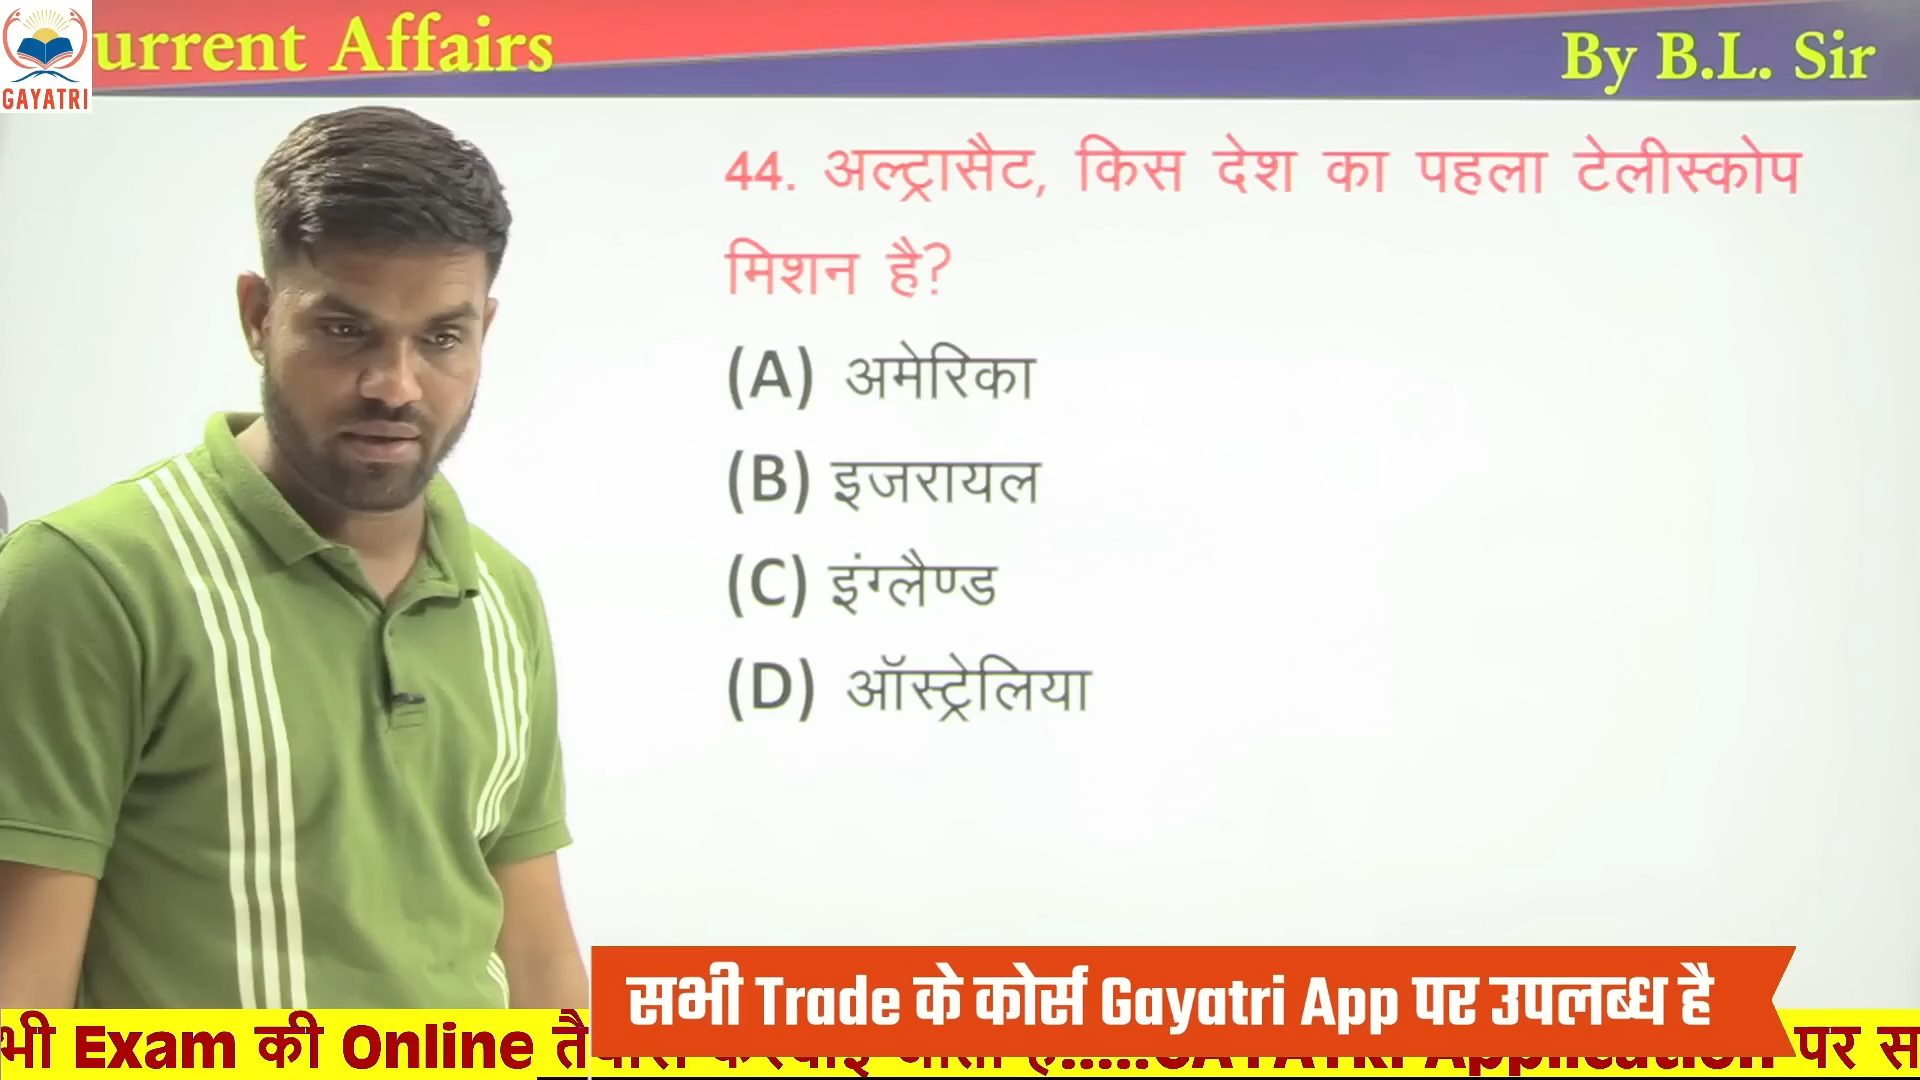 urrent Affairs
By B.L. Sir
GAYATRI
44. अल्ट्रासैट, किस देश का पहला टेलीस्कोप
मिशन है?
(A) अमेरिका
(B) इजरायल
(C) इंग्लैण्ड
(D) ऑस्ट्रेलिया
सभी Trade के कोर्स Gayatri App पर उपलब्ध है
भी Exam की Online पर स